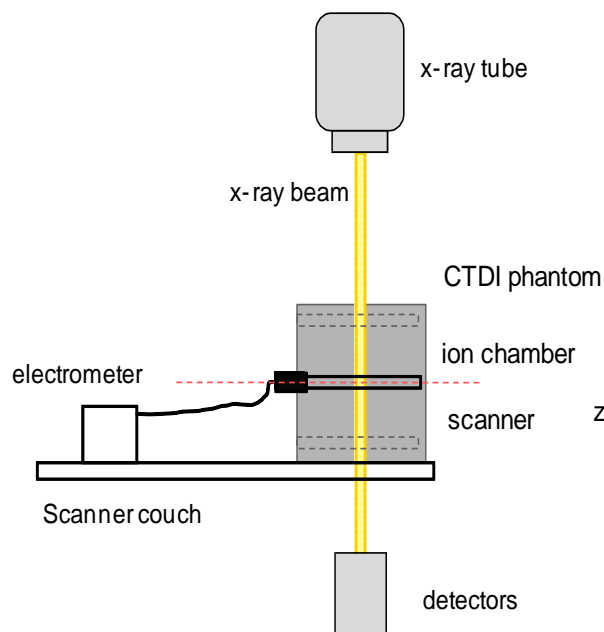 x-ray tube
x-ray beam
CTDI phantom
ion chamber
electrometer
scanner
z
Scanner couch
detectors